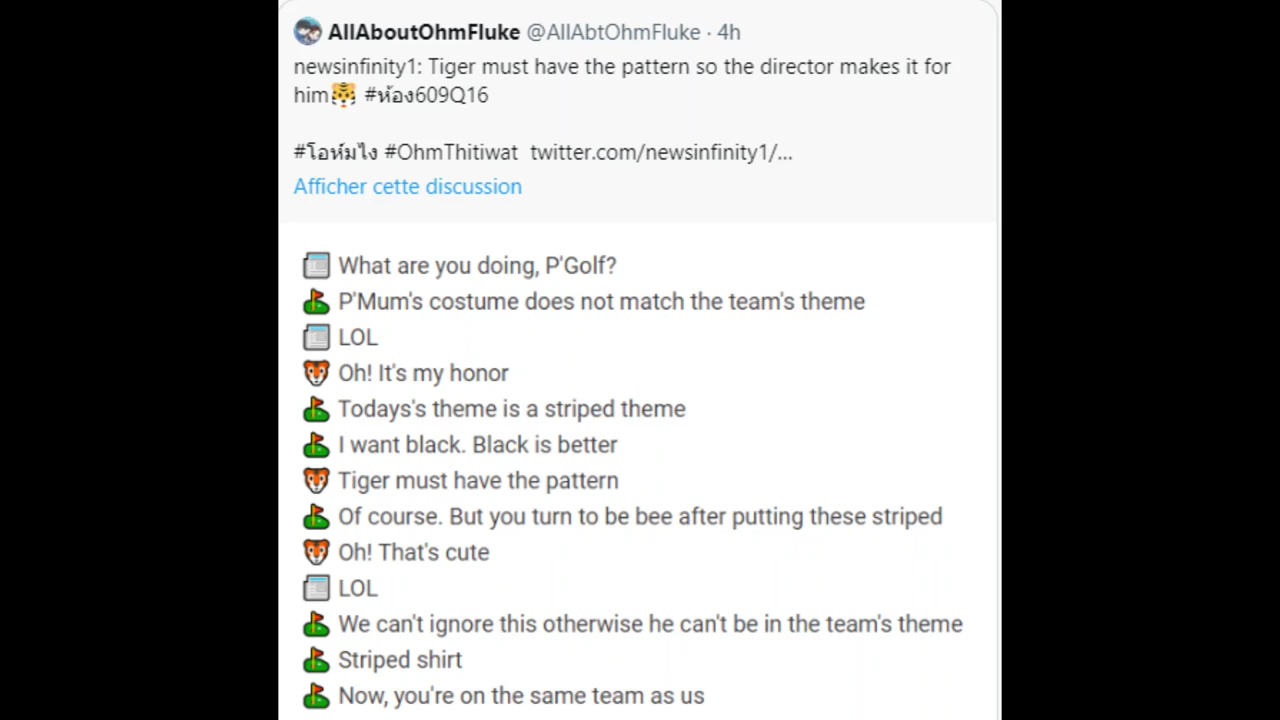 AllAboutOhmFluke @AllAbtOhmFluke · 4h
newsinfinity1: Tiger must have the pattern so the director makes it for
him🐯 #ห้อง609Q16
#โอห์มไง #OhmThitiwat twitter.com/newsinfinity1/...
Afficher cette discussion
📰 What are you doing, P'Golf?
⛳ P'Mum's costume does not match the team's theme
📰 LOL
🐯 Oh! It's my honor
⛳ Todays's theme is a striped theme
⛳ I want black. Black is better
🐯 Tiger must have the pattern
⛳ Of course. But you turn to be bee after putting these striped
🐯 Oh! That's cute
📰 LOL
⛳ We can't ignore this otherwise he can't be in the team's theme
⛳ Striped shirt
⛳ Now, you're on the same team as us